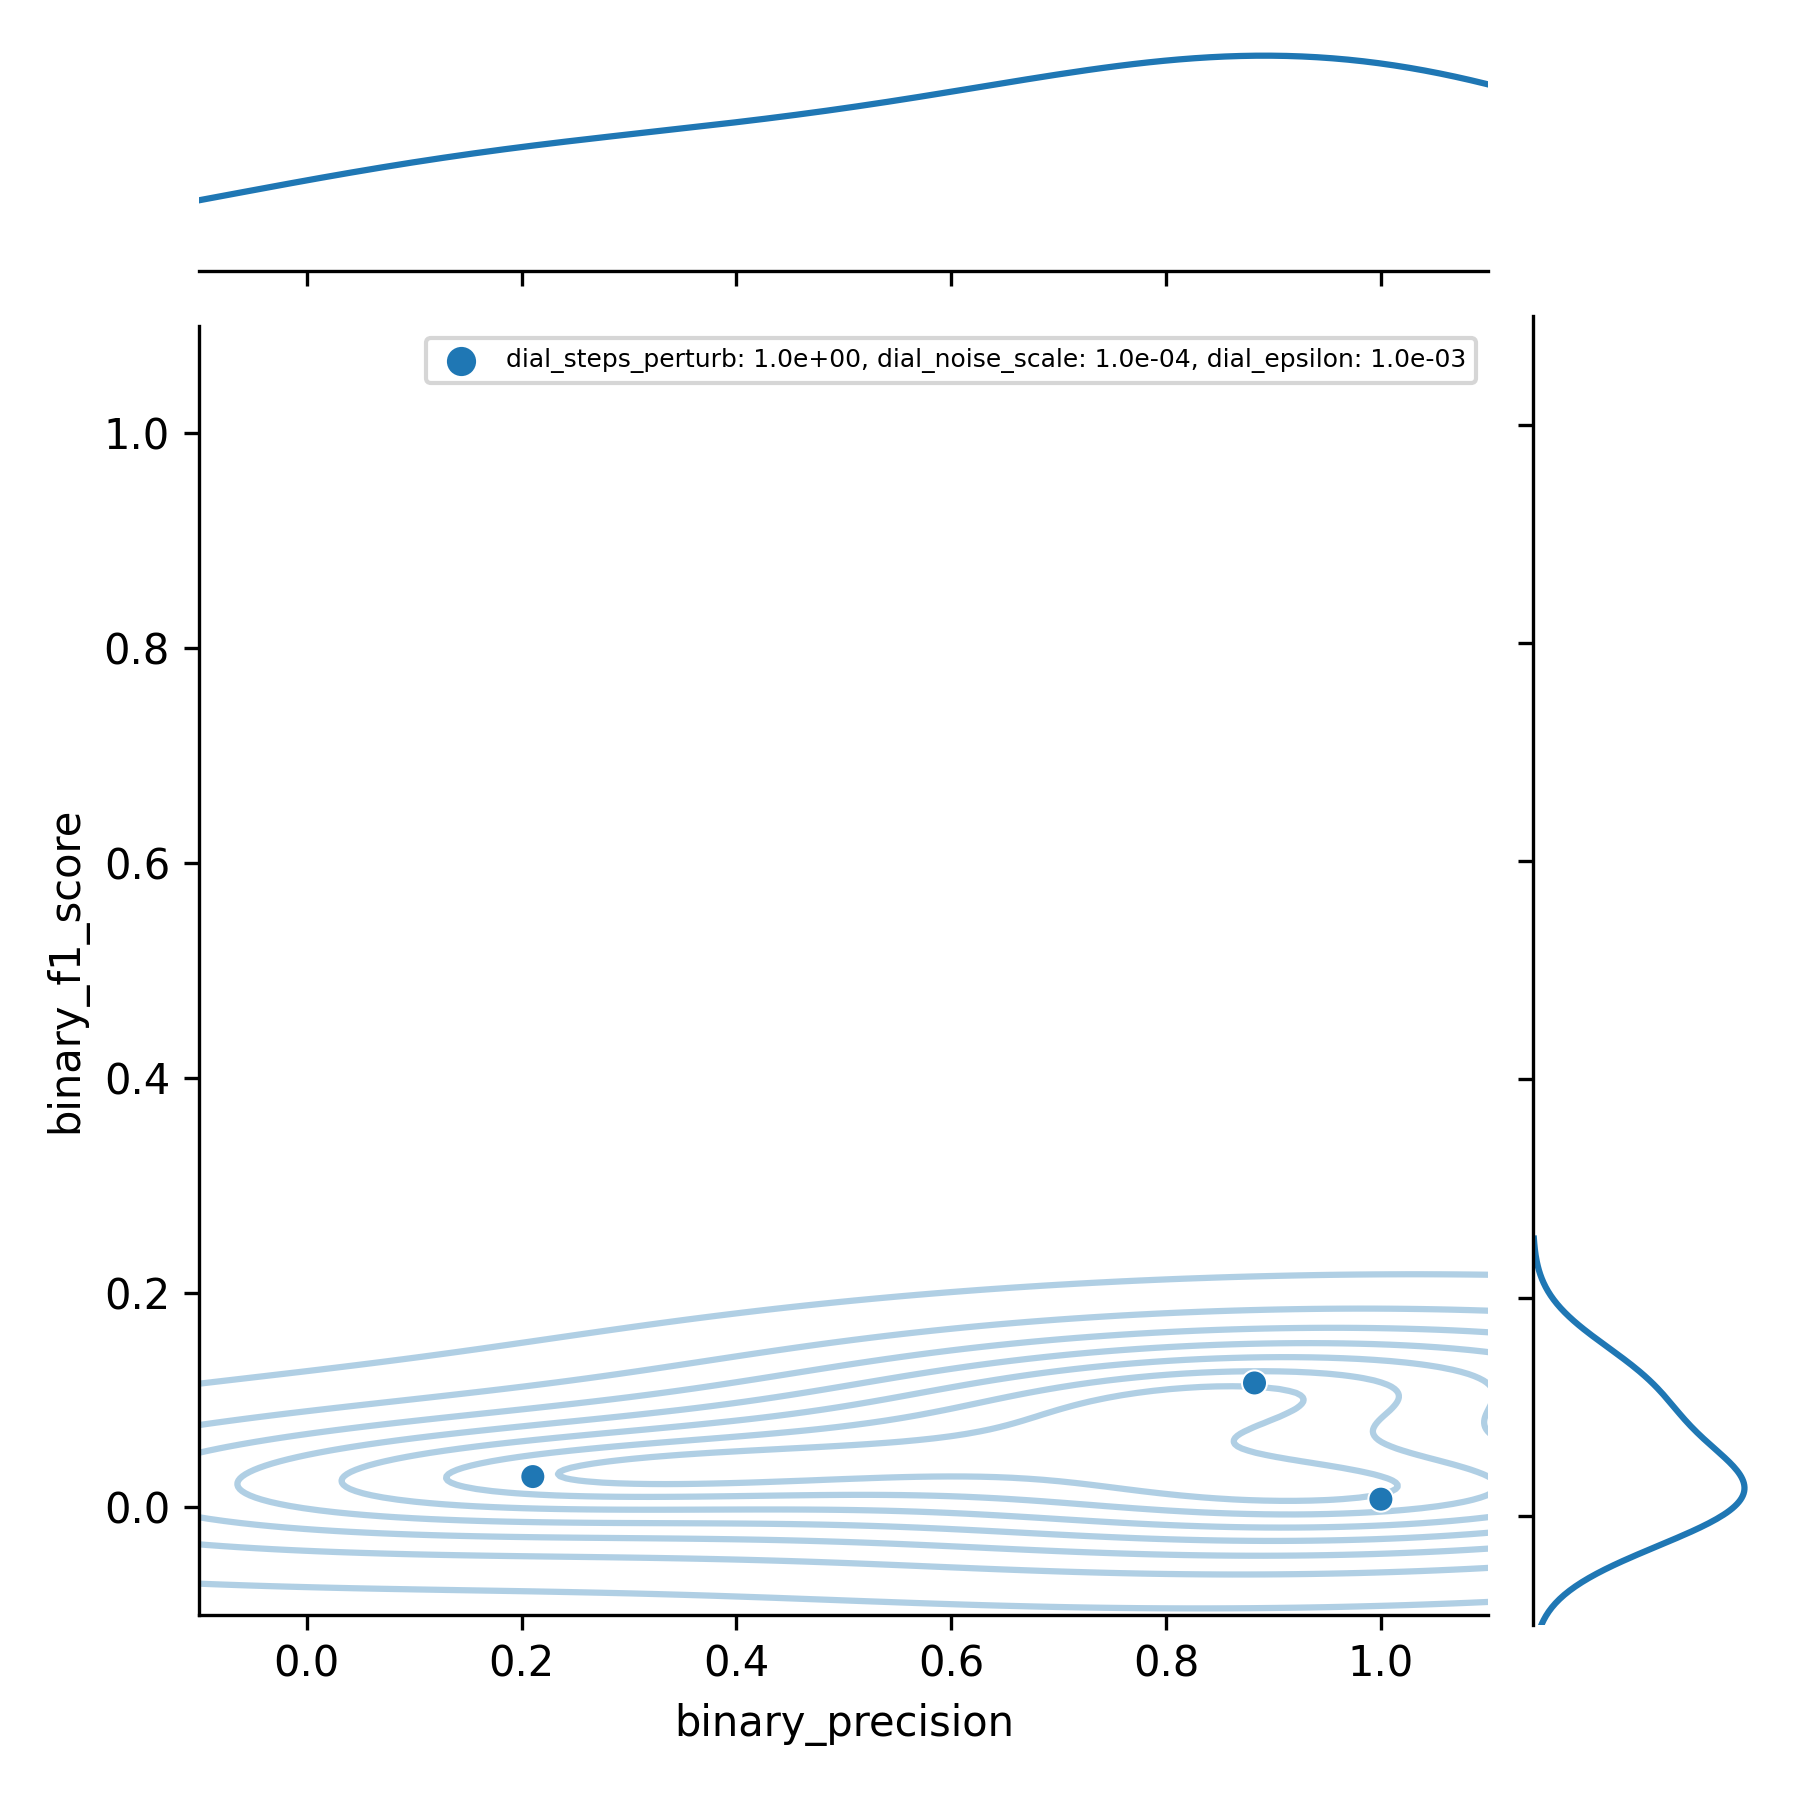 dial_steps_perturb: 1.0e+00, dial_noise_scale: 1.0e-04, dial_epsilon: 1.0e-03
1.0
0.8
0.6
0.4
0.2
0.0
binary_f1_score
0.0 0.2 0.4 0.6 0.8 1.0
binary_precision